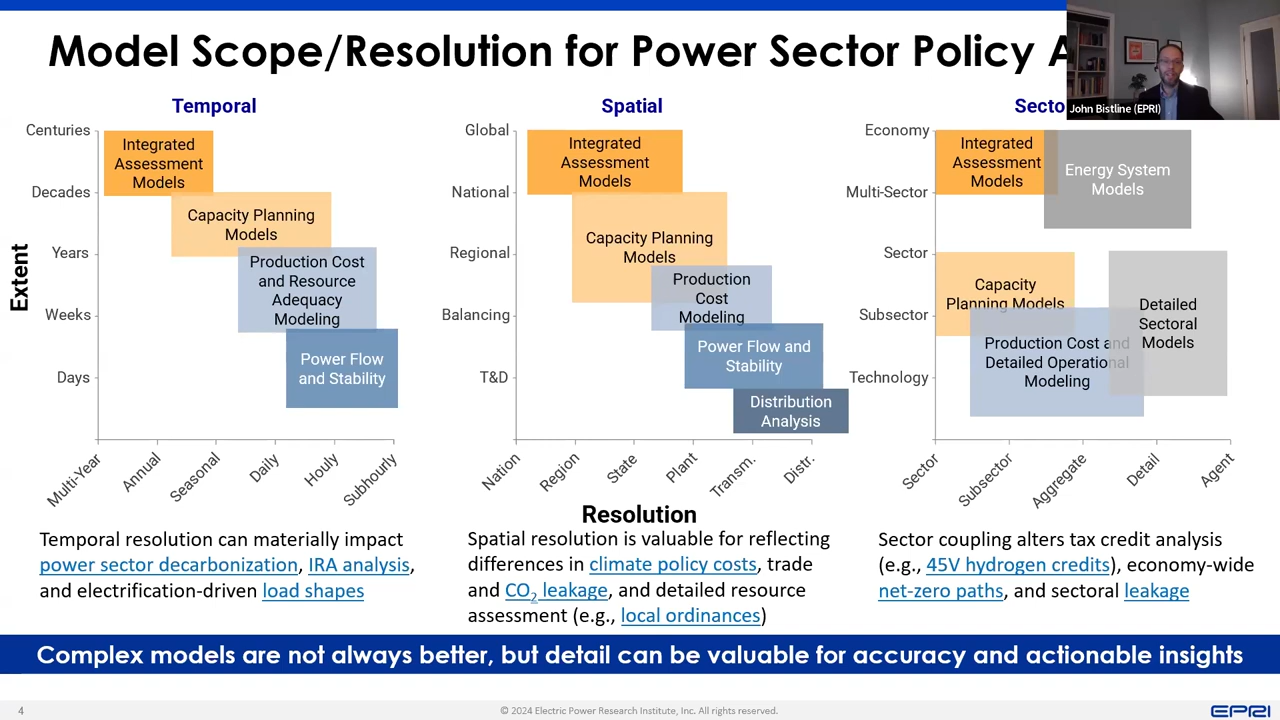 Model Scope/Resolution for Power Sector Policy
John Bistline (EPRI)
Temporal
Extent
Centuries
Decades
Years
Weeks
Days
Integrated
Assessment
Models
Capacity Planning
Models
Production Cost
and Resource
Adequacy
Modeling
Power Flow
and Stability
Multi-Year
Annual
Seasonal
Daily
Houly
Subhourly
Spatial
Global
National
Regional
Balancing
T&D
Integrated
Assessment
Models
Capacity Planning
Models
Production
Cost
Modeling
Power Flow and
Stability
Distribution
Analysis
Nation
Region
State
Plant
Transm.
Distr.
Resolution
Secto
Economy
Multi-Sector
Sector
Subsector
Technology
Integrated
Assessment
Models
Energy System
Models
Capacity
Planning Models
Production Cost and
Detailed Operational
Modeling
Detailed
Sectoral
Models
Sector
Subsector
Aggregate
Detail
Agent
Temporal resolution can materially impact
power sector decarbonization, IRA analysis,
and electrification-driven load shapes
Spatial resolution is valuable for reflecting
differences in climate policy costs, trade
and CO2 leakage, and detailed resource
assessment (e.g., local ordinances)
Sector coupling alters tax credit analysis
(e.g., 45V hydrogen credits), economy-wide
net-zero paths, and sectoral leakage
Complex models are not always better, but detail can be valuable for accuracy and actionable insights
4
© 2024 Electric Power Research Institute, Inc. All rights reserved.
EPRI